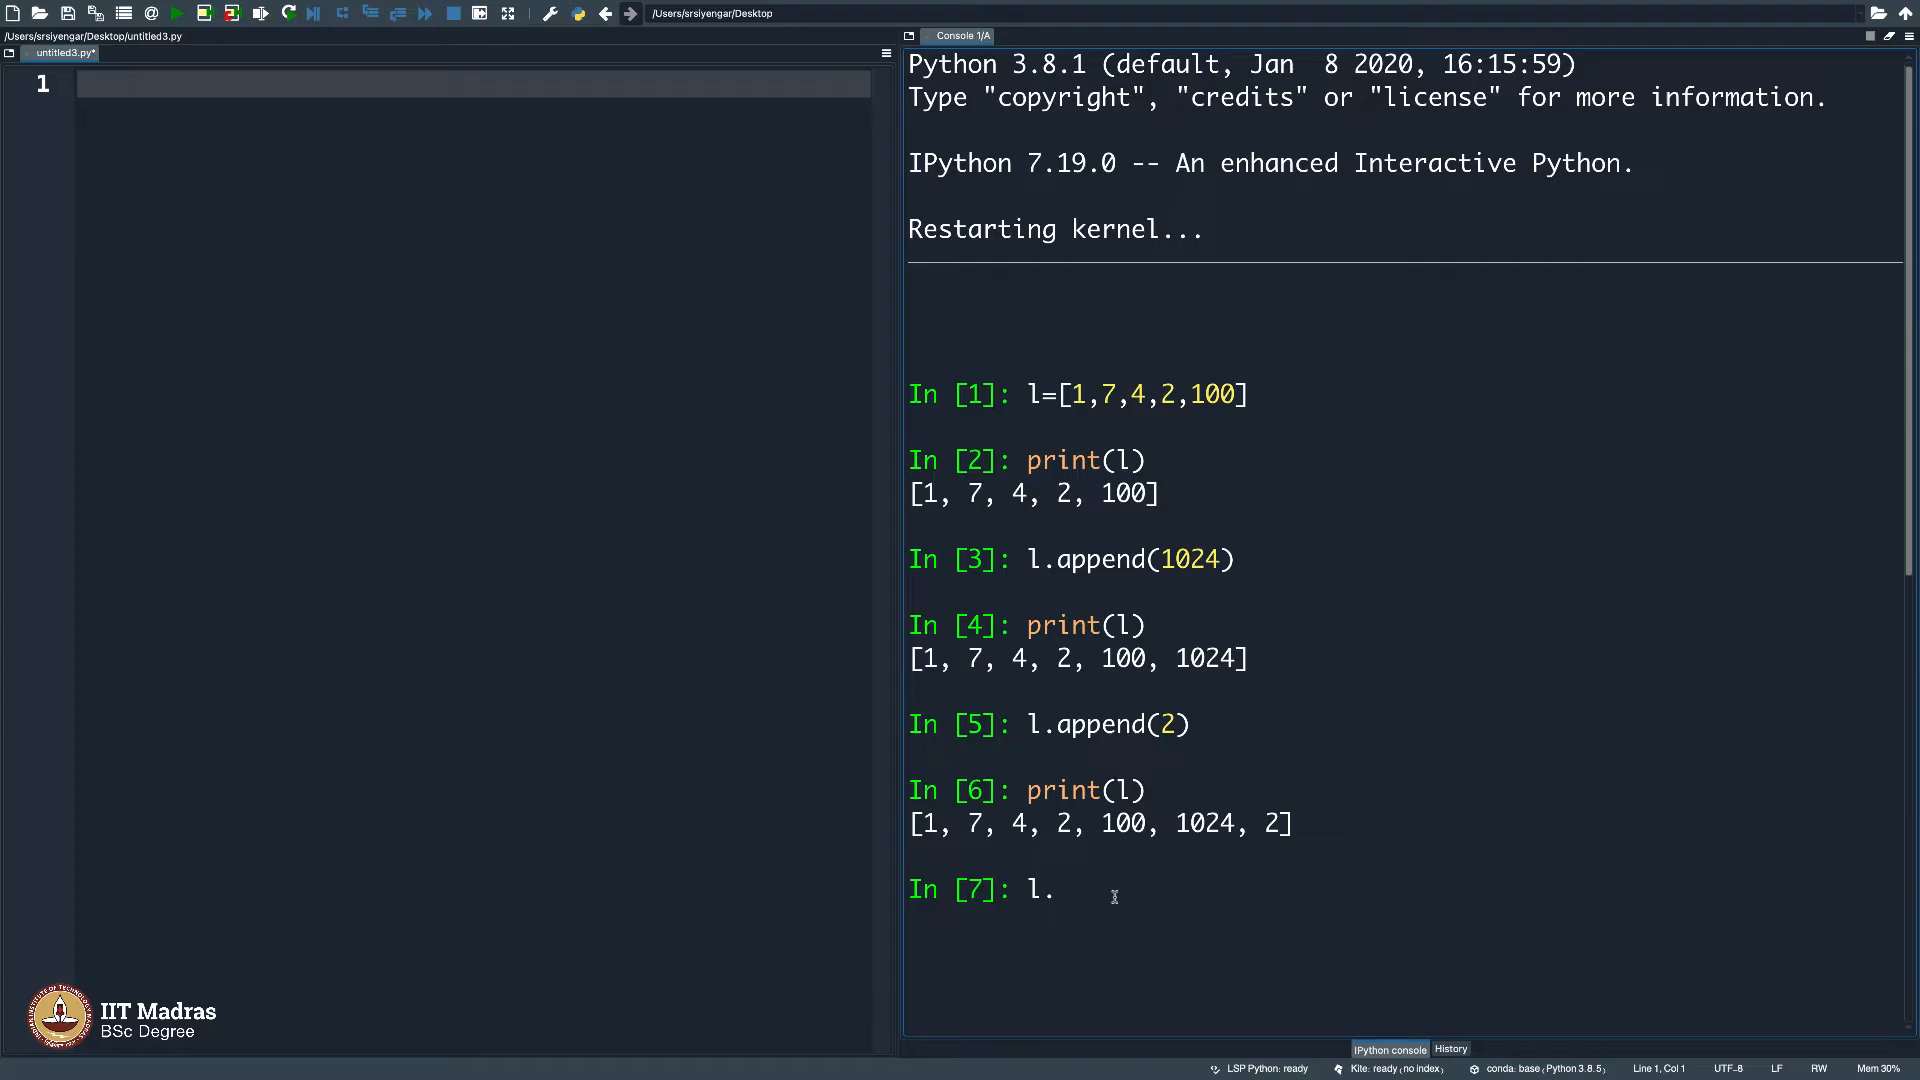 /Users/srsiyengar/Desktop
/Users/srsiyengar/Desktop/untitled3.py
untitled3.py*
1
Console 1/A
Python 3.8.1 (default, Jan  8 2020, 16:15:59)
Type "copyright", "credits" or "license" for more information.
IPython 7.19.0 -- An enhanced Interactive Python.
Restarting kernel...
In [1]: l=[1,7,4,2,100]
In [2]: print(l)
[1, 7, 4, 2, 100]
In [3]: l.append(1024)
In [4]: print(l)
[1, 7, 4, 2, 100, 1024]
In [5]: l.append(2)
In [6]: print(l)
[1, 7, 4, 2, 100, 1024, 2]
In [7]: l.
IIT Madras
BSc Degree
IPython console History
LSP Python: ready Kite: ready (no index) conda: base (Python 3.8.5) Line 1, Col 1 UTF-8 LF RW Mem 30%